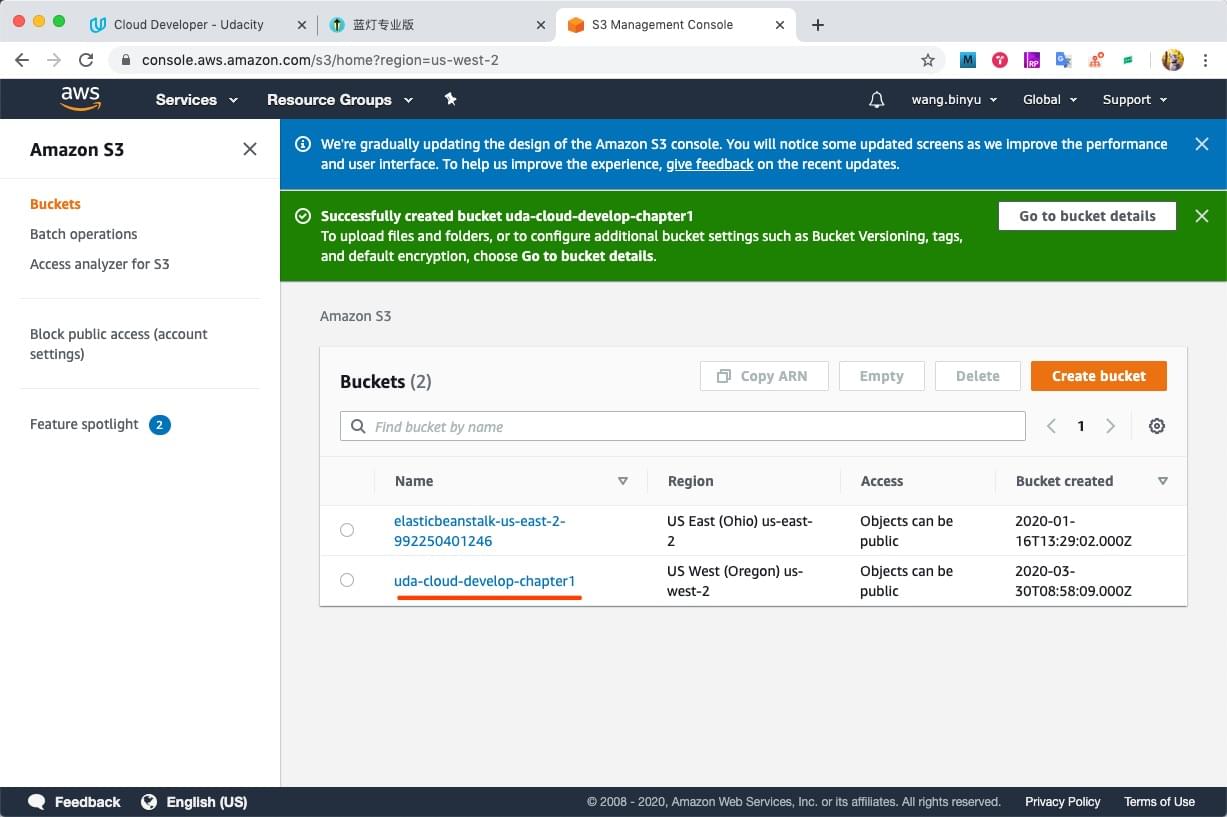 Cloud Developer - Udacity
蓝灯专业版
S3 Management Console
console.aws.amazon.com/s3/home?region=us-west-2
aws
Services
Resource Groups
wang.binyu
Global
Support
Amazon S3
Buckets
Batch operations
Access analyzer for S3
Block public access (account
settings)
Feature spotlight 2
We're gradually updating the design of the Amazon S3 console. You will notice some updated screens as we improve the performance
and user interface. To help us improve the experience, give feedback on the recent updates.
Successfully created bucket uda-cloud-develop-chapter1
To upload files and folders, or to configure additional bucket settings such as Bucket Versioning, tags,
and default encryption, choose Go to bucket details.
Go to bucket details
Amazon S3
Buckets (2)
Copy ARN
Empty
Delete
Create bucket
Find bucket by name
1
Name
Region
Access
Bucket created
elasticbeanstalk-us-east-2-
992250401246
US East (Ohio) us-east-
2
Objects can be
public
2020-01-
16T13:29:02.000Z
uda-cloud-develop-chapter1
US West (Oregon) us-
west-2
Objects can be
public
2020-03-
30T08:58:09.000Z
Feedback
English (US)
© 2008 - 2020, Amazon Web Services, Inc. or its affiliates. All rights reserved.
Privacy Policy
Terms of Use